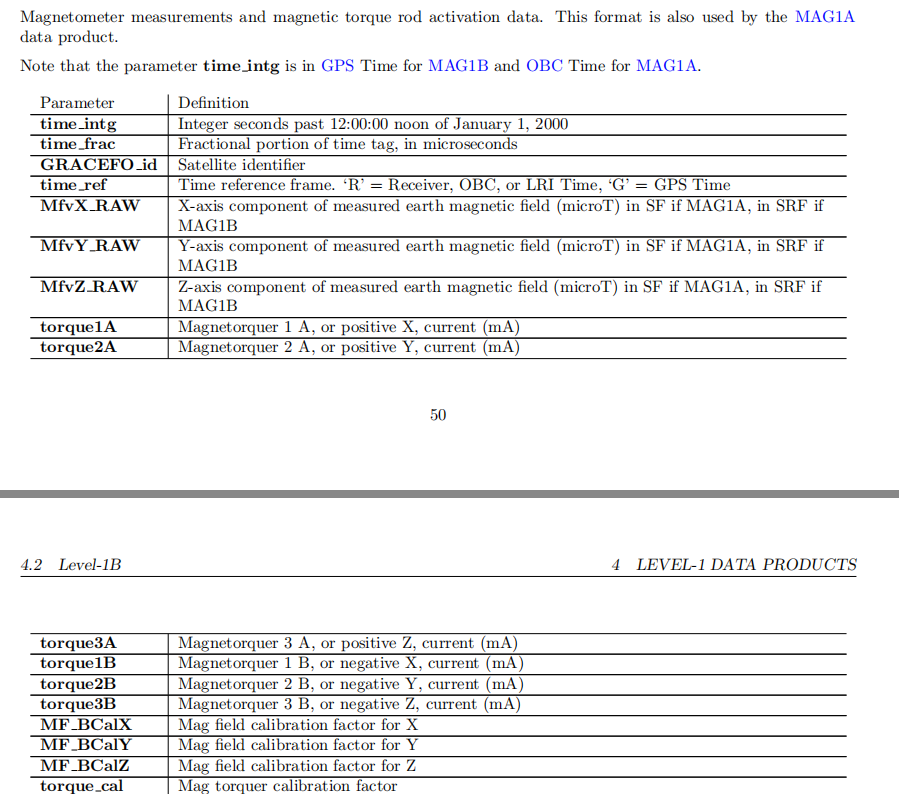 Magnetometer measurements and magnetic torque rod activation data. This format is also used by the MAG1A
data product.
Note that the parameter time_intg is in GPS Time for MAG1B and OBC Time for MAG1A.
Parameter Definition
time_intg Integer seconds past 12:00:00 noon of January 1, 2000
time_frac Fractional portion of time tag, in microseconds
GRACEFO_id Satellite identifier
time_ref Time reference frame. ‘R’ = Receiver, OBC, or LRI Time, ‘G’ = GPS Time
MfvX_RAW X-axis component of measured earth magnetic field (microT) in SF if MAG1A, in SRF if
MAG1B
MfvY_RAW Y-axis component of measured earth magnetic field (microT) in SF if MAG1A, in SRF if
MAG1B
MfvZ_RAW Z-axis component of measured earth magnetic field (microT) in SF if MAG1A, in SRF if
MAG1B
torque1A Magnetorquer 1 A, or positive X, current (mA)
torque2A Magnetorquer 2 A, or positive Y, current (mA)
50
4.2 Level-1B 4 LEVEL-1 DATA PRODUCTS
torque3A Magnetorquer 3 A, or positive Z, current (mA)
torque1B Magnetorquer 1 B, or negative X, current (mA)
torque2B Magnetorquer 2 B, or negative Y, current (mA)
torque3B Magnetorquer 3 B, or negative Z, current (mA)
MF_BCalX Mag field calibration factor for X
MF_BCalY Mag field calibration factor for Y
MF_BCalZ Mag field calibration factor for Z
torque_cal Mag torquer calibration factor